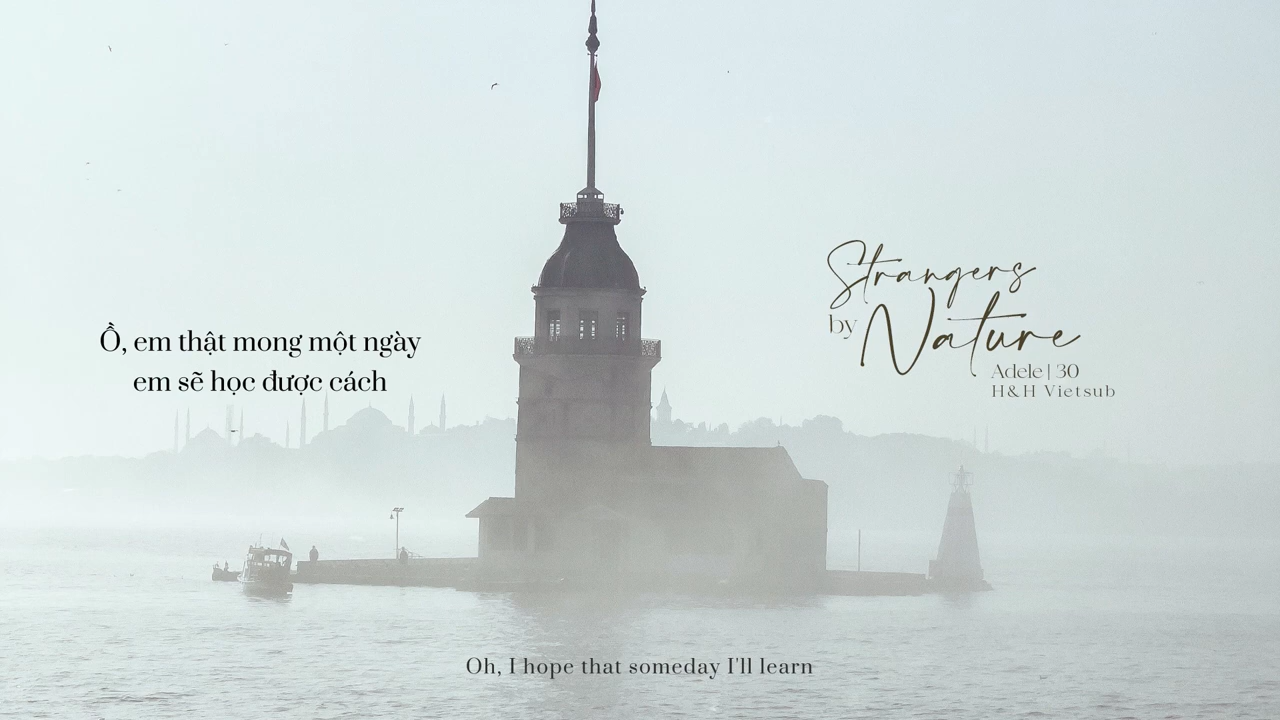 Ồ, em thật mong một ngày
em sẽ học được cách
Strangers
by Nature
Adele | 30
H&H Vietsub
Oh, I hope that someday I'll learn